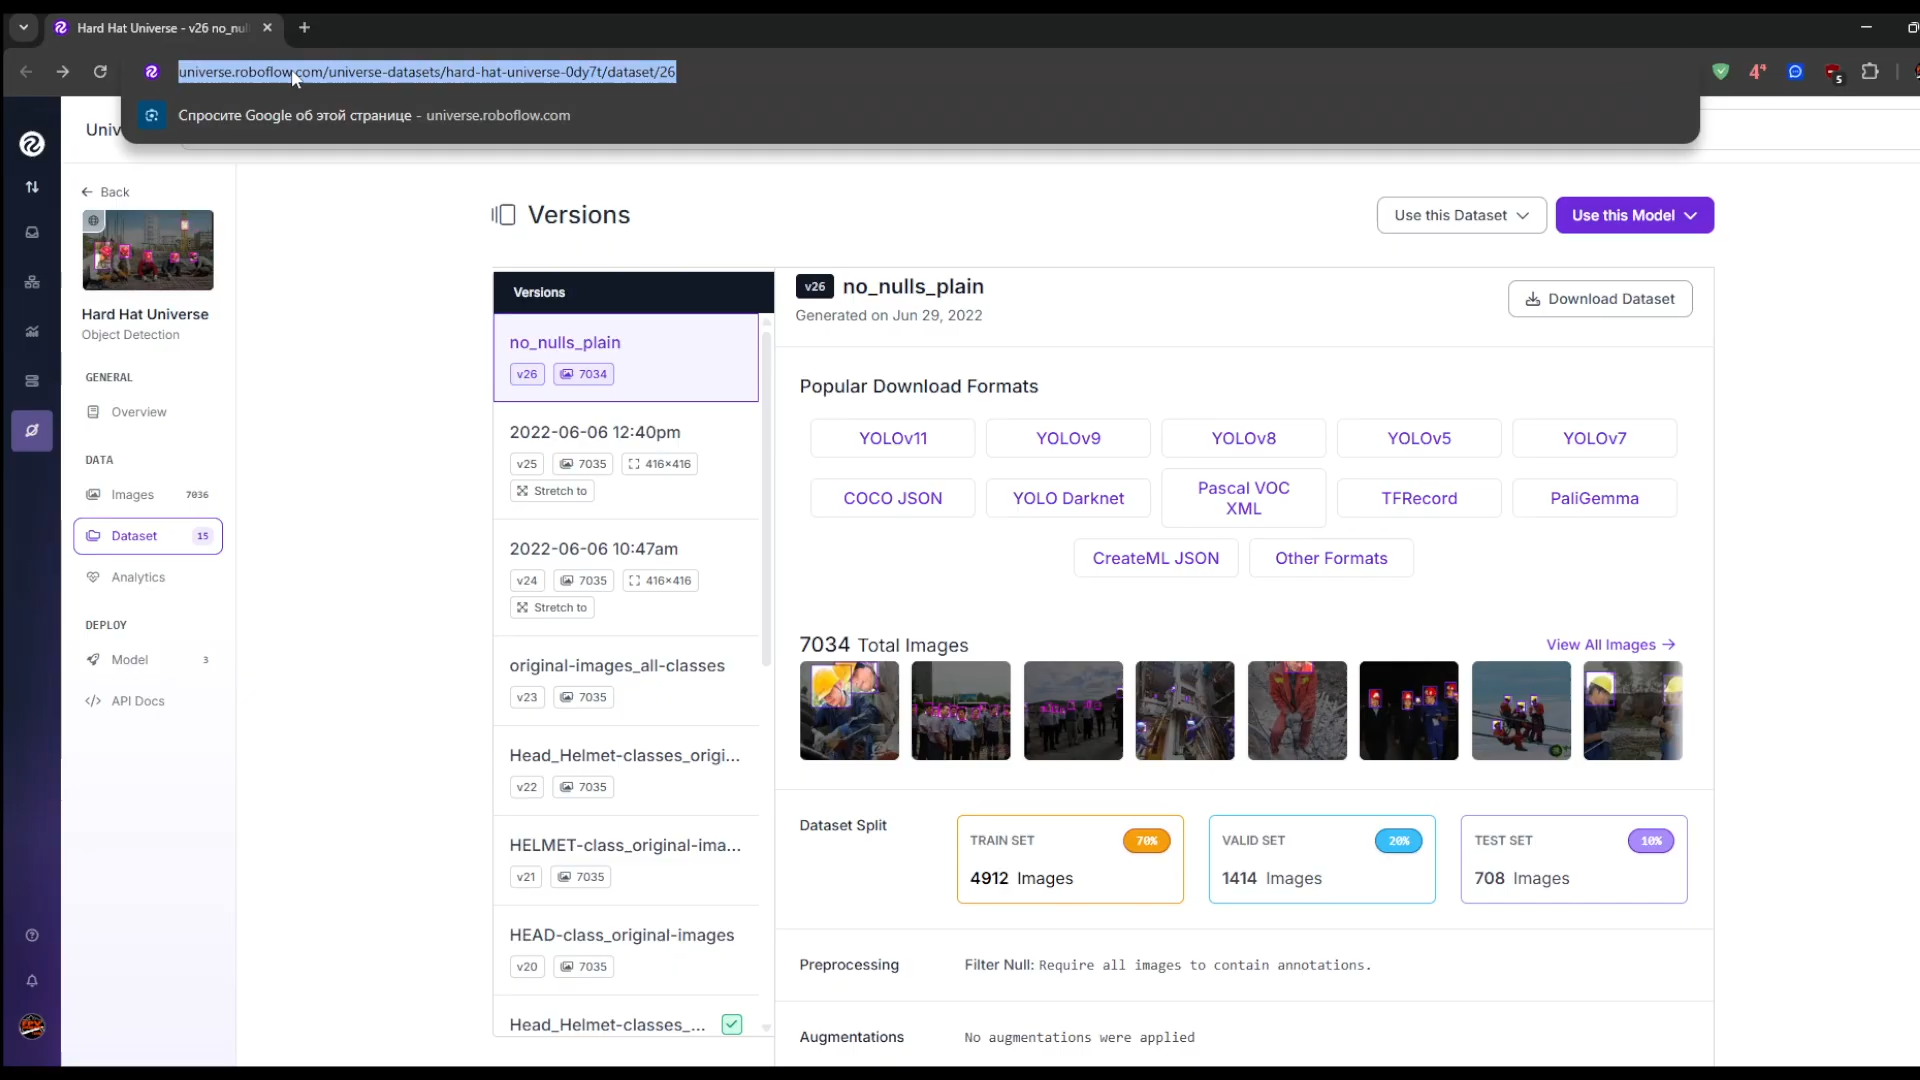 Hard Hat Universe - v26 no_nul
universe.roboflow.com/universe-datasets/hard-hat-universe-0dy7t/dataset/26
4ᴿ
5
Спросите Google об этой странице - universe.roboflow.com
Univ
Back
Hard Hat Universe
Object Detection
GENERAL
Overview
DATA
Images 7036
Dataset 15
Analytics
DEPLOY
Model 3
API Docs
Versions
Use this Dataset
Use this Model
Versions
no_nulls_plain
v26 7034
2022-06-06 12:40pm
v25 7035 416×416
Stretch to
2022-06-06 10:47am
v24 7035 416×416
Stretch to
original-images_all-classes
v23 7035
Head_Helmet-classes_origi...
v22 7035
HELMET-class_original-ima...
v21 7035
HEAD-class_original-images
v20 7035
Head_Helmet-classes_...
v26 no_nulls_plain
Generated on Jun 29, 2022
Download Dataset
Popular Download Formats
YOLOv11 YOLOv9 YOLOv8 YOLOv5 YOLOv7
COCO JSON YOLO Darknet Pascal VOC XML TFRecord PaliGemma
CreateML JSON Other Formats
7034 Total Images
View All Images →
Dataset Split
TRAIN SET 70%
4912 Images
VALID SET 20%
1414 Images
TEST SET 10%
708 Images
Preprocessing
Filter Null: Require all images to contain annotations.
Augmentations
No augmentations were applied